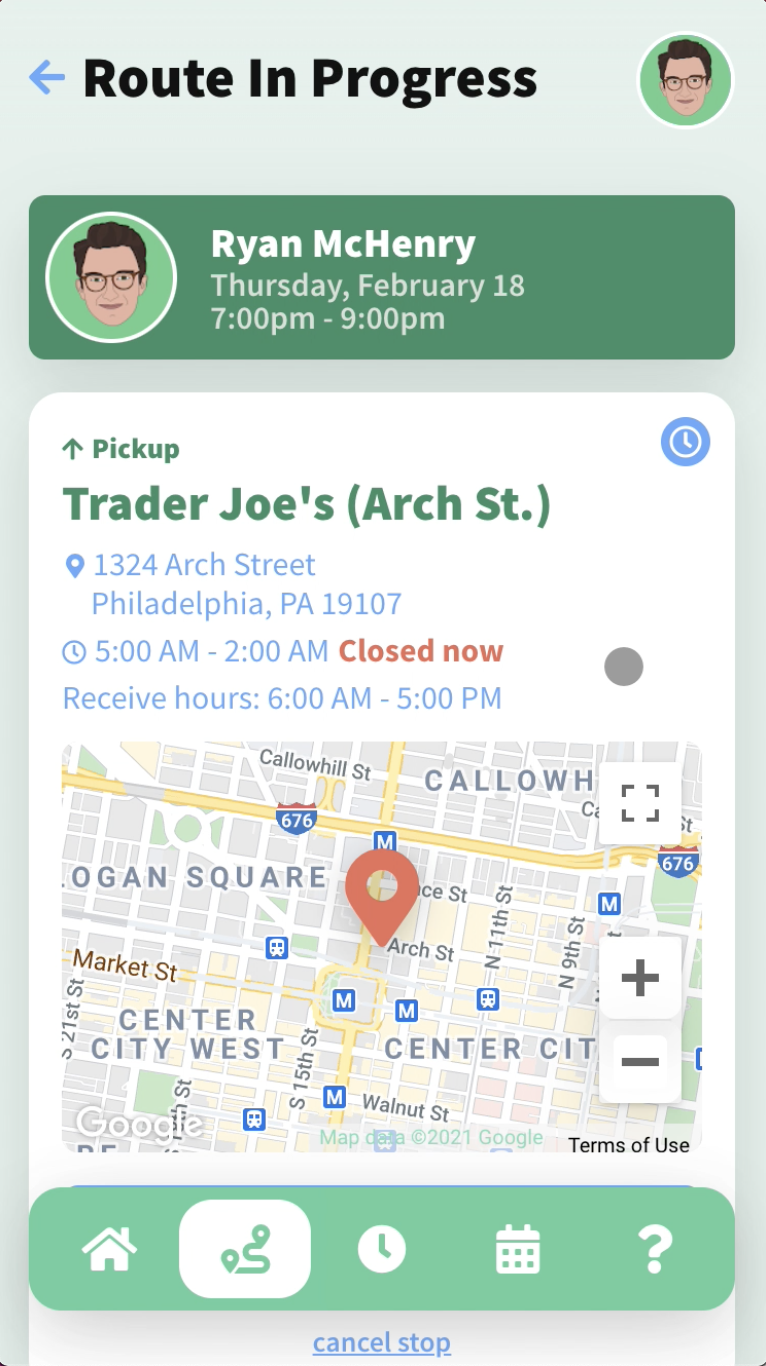 Route In Progress
Ryan McHenry
Thursday, February 18
7:00pm - 9:00pm
Pickup
Trader Joe's (Arch St.)
1324 Arch Street
Philadelphia, PA 19107
5:00 AM - 2:00 AM Closed now
Receive hours: 6:00 AM - 5:00 PM
Callowhill St
CALLOWH
Ca
St
676
M
676
OGAN SQUARE
ce St
M
N 11th St
N 9th St
Arch St
Market St
S 21st St
M
M
CENTER
CITY WEST
CENTER CIT
S 15th St
M
Walnut St
th St
Google
Map data ©2021 Google
Terms of Use
?
cancel stop